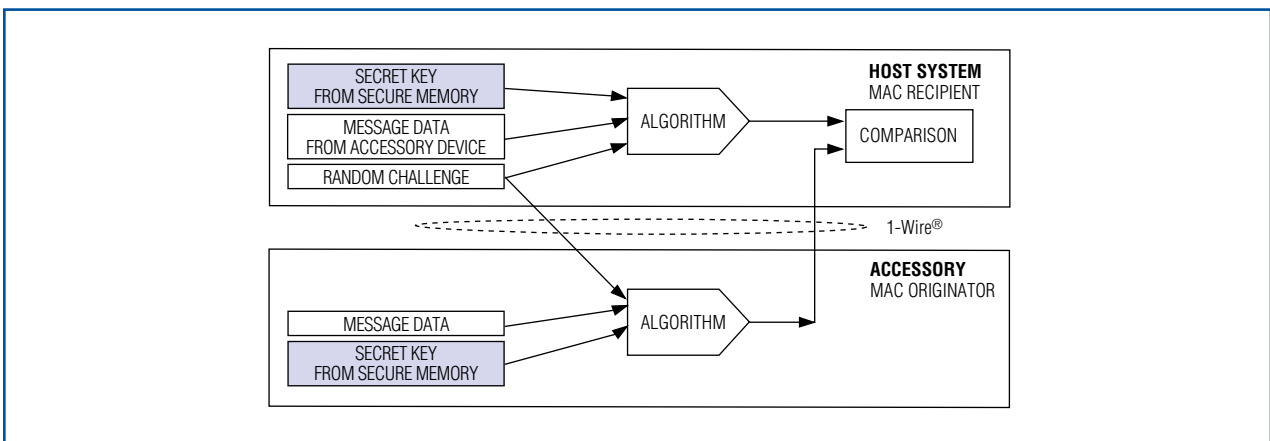 SECRET KEY
FROM SECURE MEMORY
MESSAGE DATA
FROM ACCESSORY DEVICE
RANDOM CHALLENGE
ALGORITHM
HOST SYSTEM
MAC RECIPIENT
COMPARISON
1-Wire®
ACCESSORY
MAC ORIGINATOR
MESSAGE DATA
SECRET KEY
FROM SECURE MEMORY
ALGORITHM